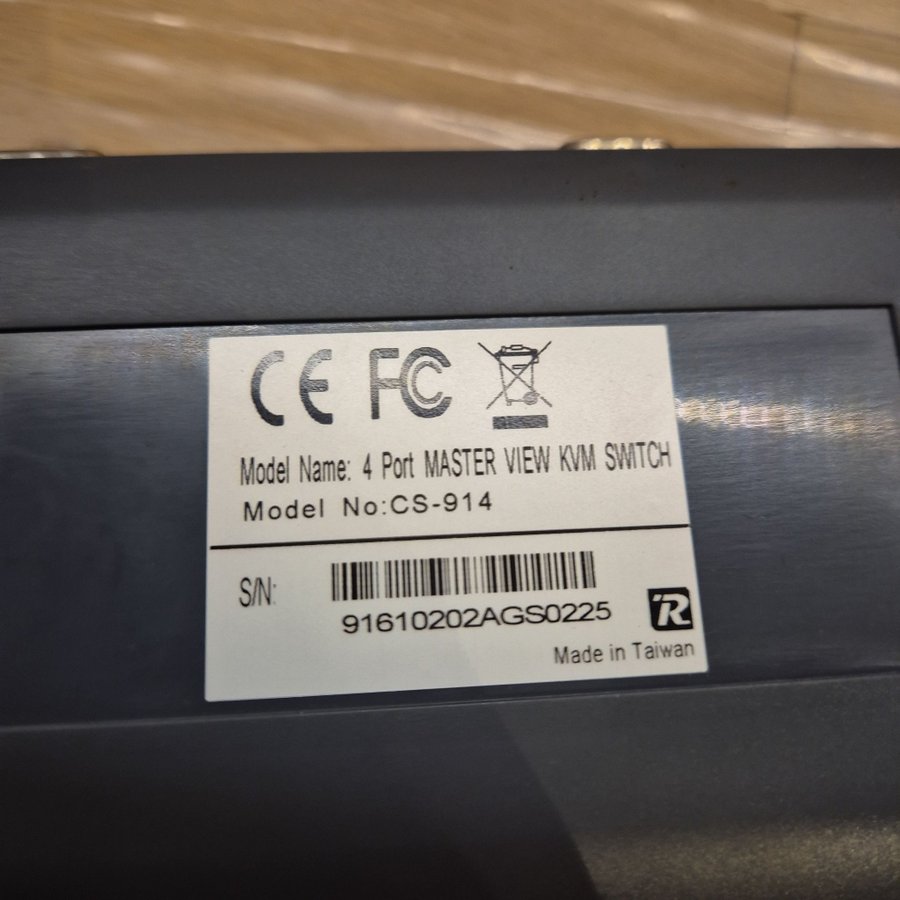 CE FC
Model Name: 4 Port MASTER VIEW KVM SWITCH
Model No:CS-914
S/N:
91610202AGS0225
R
Made in Taiwan